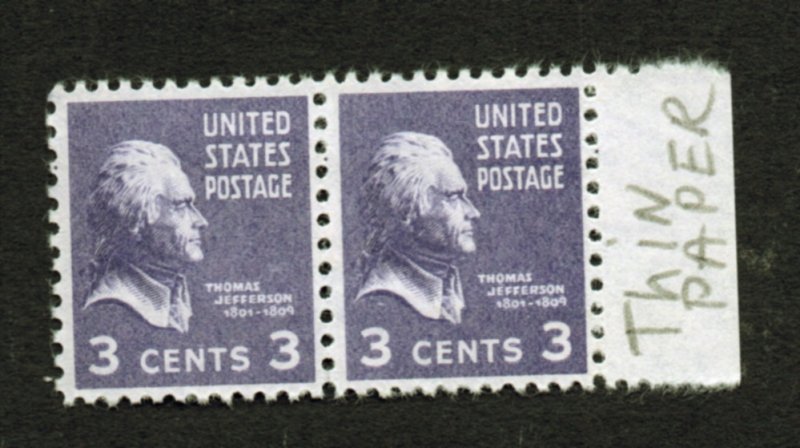 UNITED
STATES
POSTAGE
THOMAS
JEFFERSON
1801-1809
3 CENTS 3
UNITED
STATES
POSTAGE
THOMAS
JEFFERSON
1801-1809
3 CENTS 3
ThiN
PAPER